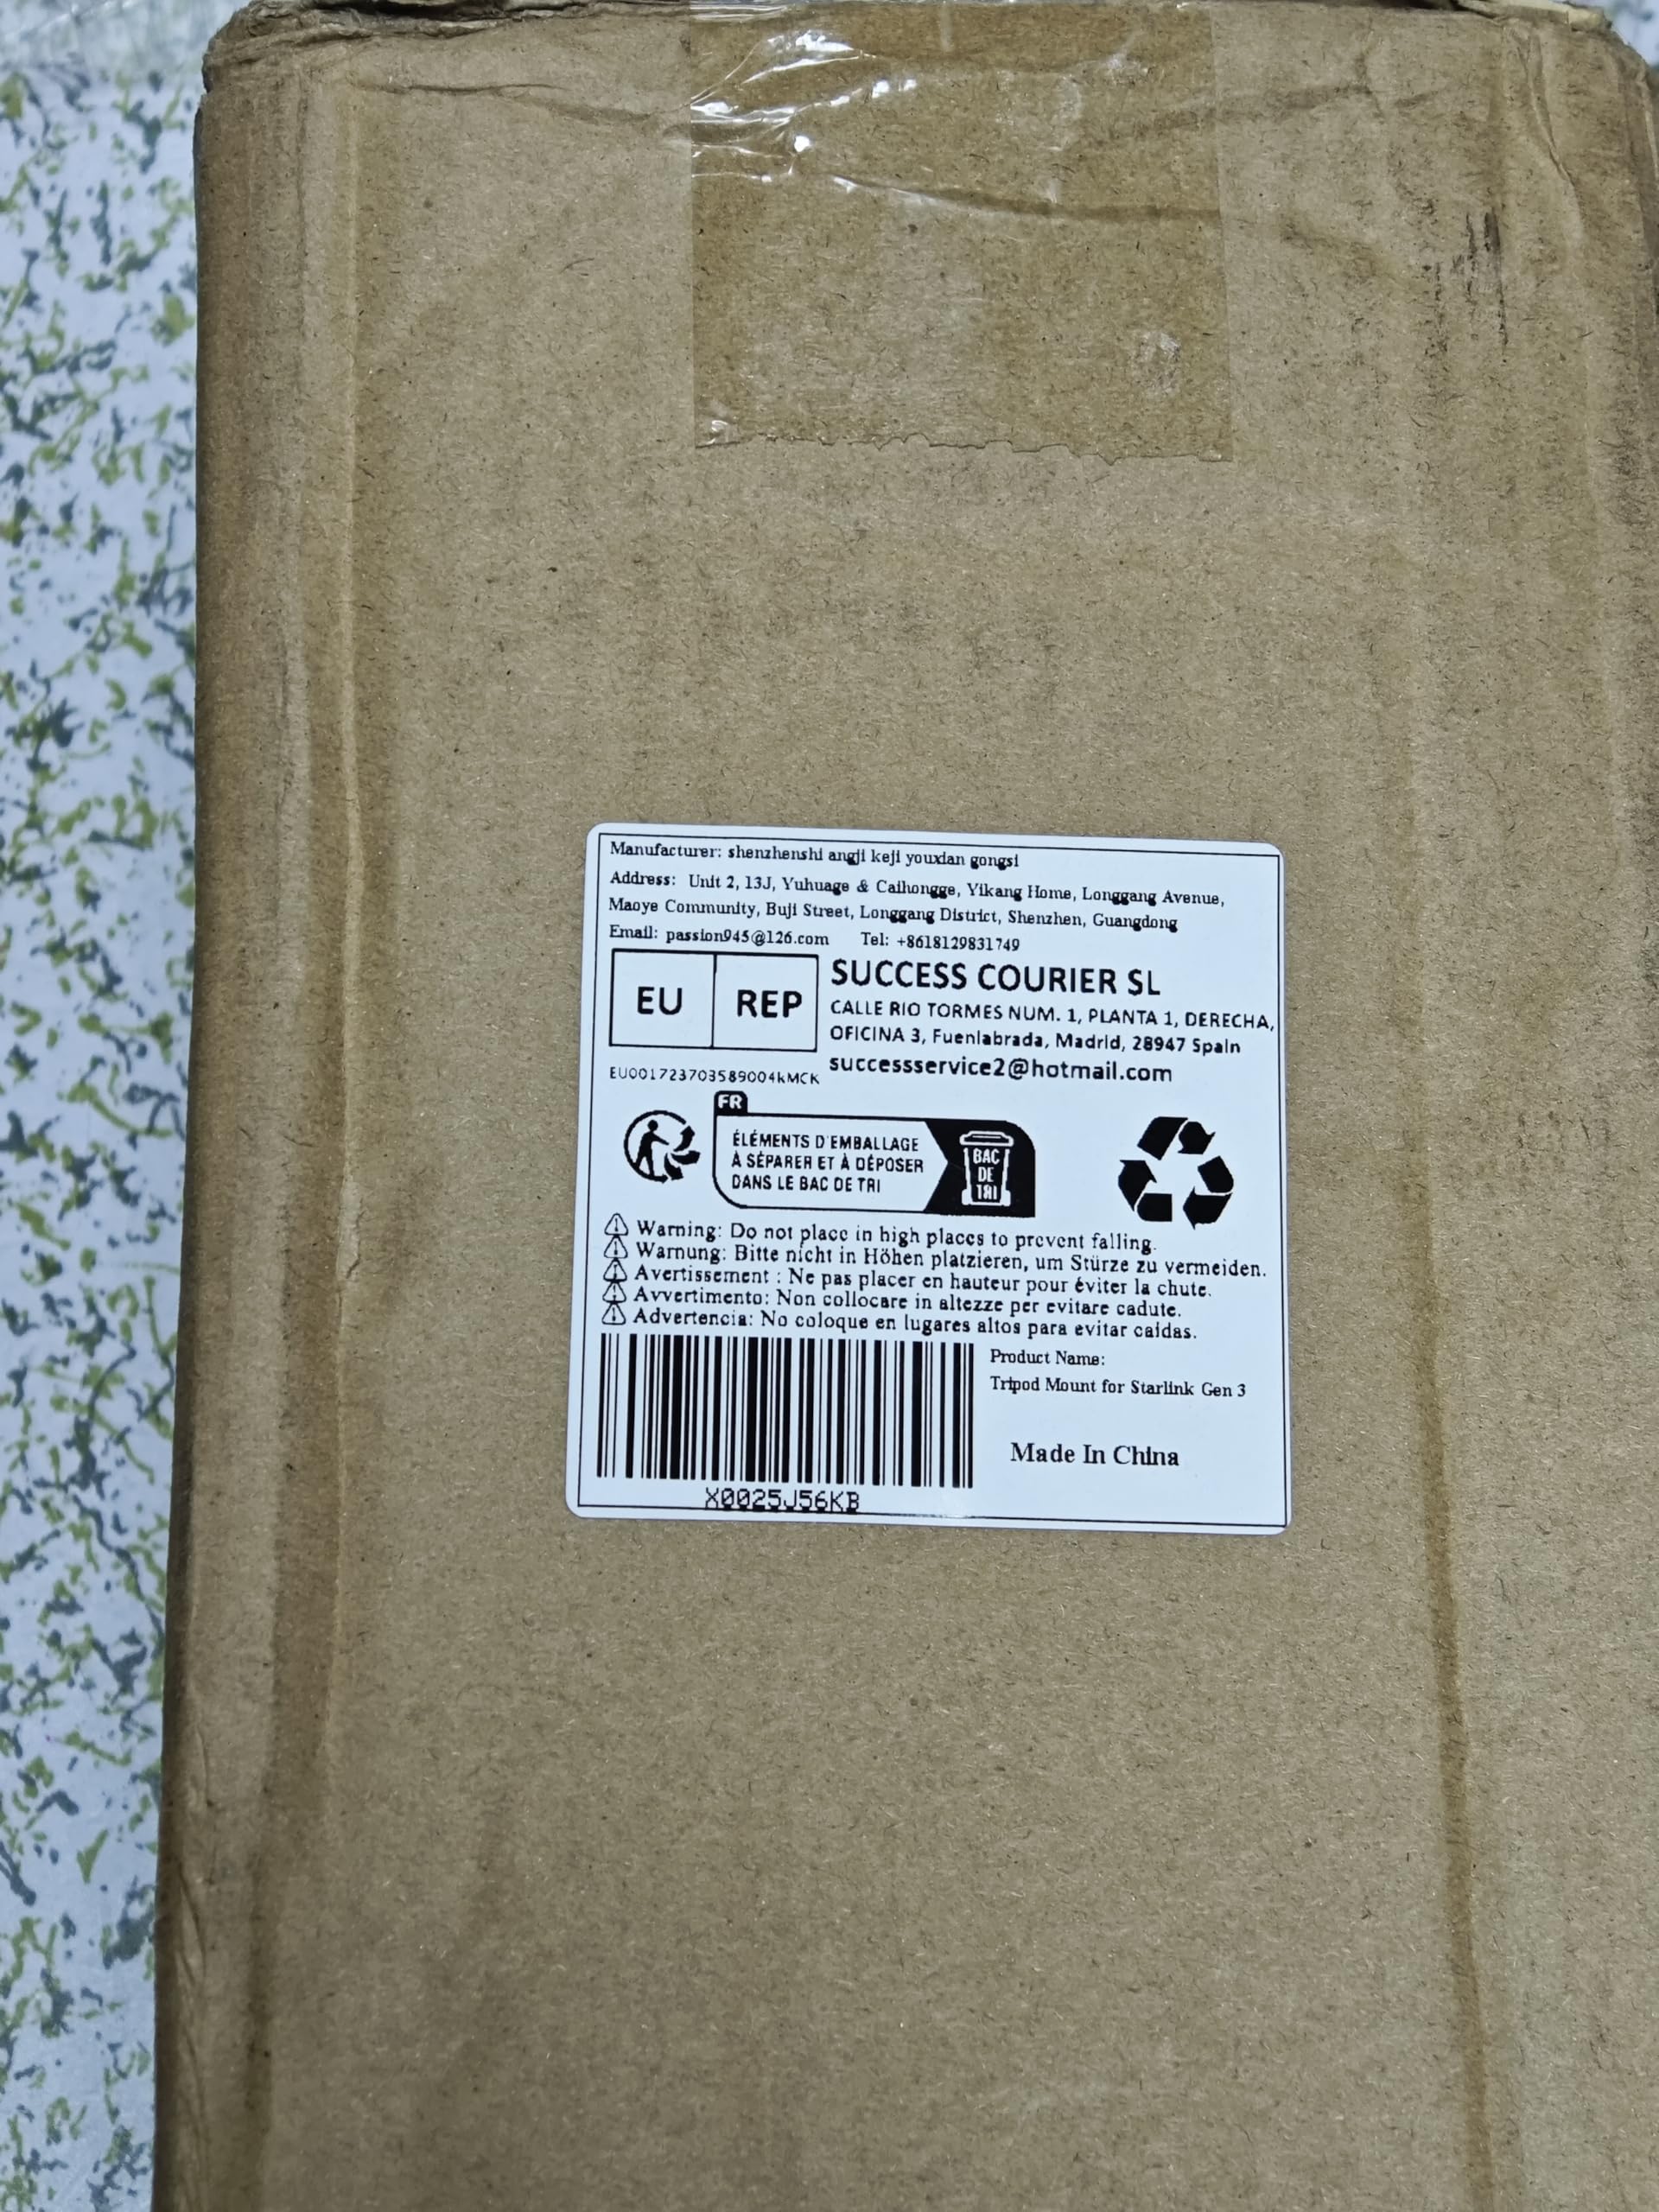 Manufacturer: shenzhenshi angji keji youxian gongsi
Address: Unit 2, 13J, Yuhuage & Caihongge, Yikang Home, Longgang Avenue,
Maoye Community, Buji Street, Longgang District, Shenzhen, Guangdong
Email: passion945@126.com Tel: +8618129831749
EU REP
SUCCESS COURIER SL
CALLE RIO TORMES NUM. 1, PLANTA 1, DERECHA,
OFICINA 3, Fuenlabrada, Madrid, 28947 Spain
successservice2@hotmail.com
EU001723703589004kMCK
FR
ÉLÉMENTS D'EMBALLAGE
À SÉPARER ET À DÉPOSER
DANS LE BAC DE TRI
BAC
DE
TRI
Warning: Do not place in high places to prevent falling.
Warnung: Bitte nicht in Höhen platzieren, um Stürze zu vermeiden.
Avertissement : Ne pas placer en hauteur pour éviter la chute.
Avvertimento: Non collocare in altezze per evitare cadute.
Advertencia: No coloque en lugares altos para evitar caídas.
X0025J56KB
Product Name:
Tripod Mount for Starlink Gen 3
Made In China